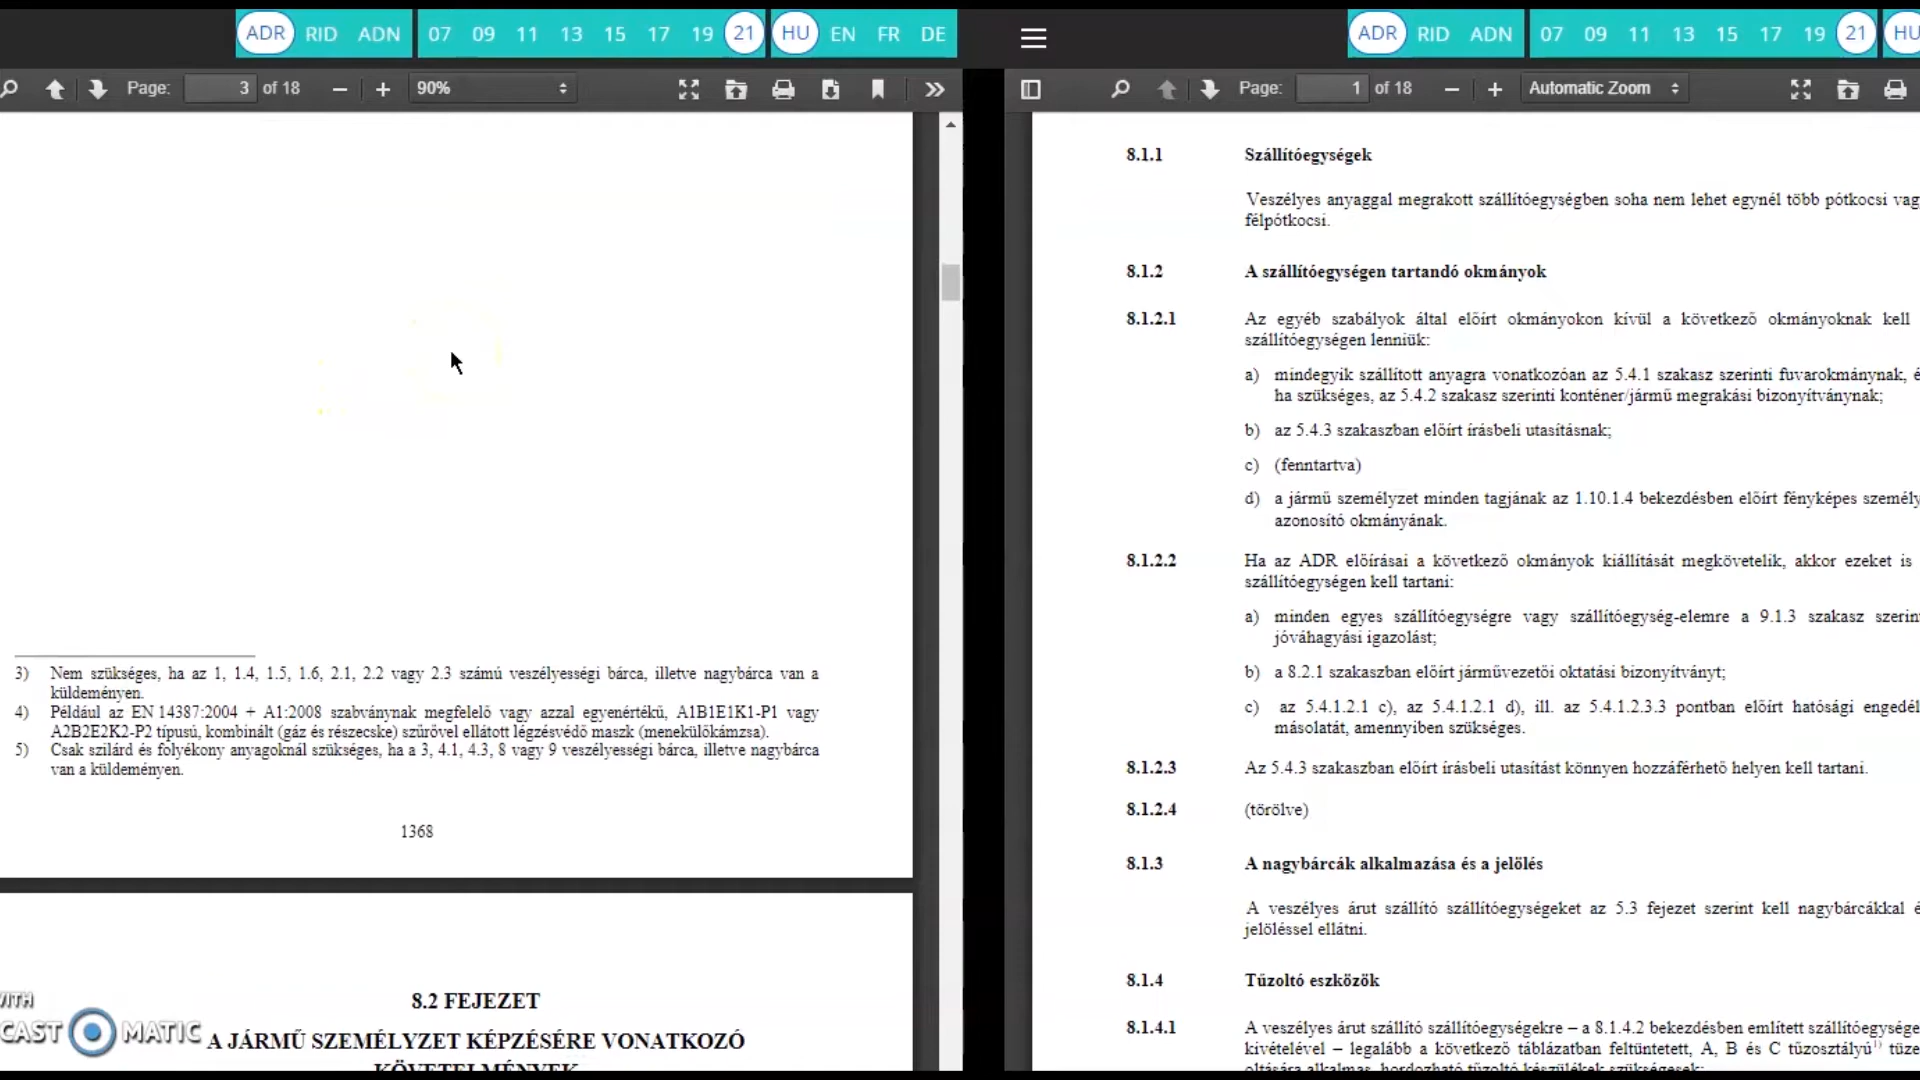 ADR RID ADN 07 09 11 13 15 17 19 21 HU EN FR DE
Page: 3 of 18 90%
3) Nem szükséges, ha az 1, 1.4, 1.5, 1.6, 2.1, 2.2 vagy 2.3 számú veszélyességi bárca, illetve nagybárca van a
küldeményen.
4) Például az EN 14387:2004 + A1:2008 szabványnak megfelelő vagy azzal egyenértékű, A1B1E1K1-P1 vagy
A2B2E2K2-P2 típusú, kombinált (gáz és részecske) szűrővel ellátott légzésvédő maszk (menekülőkámzsa).
5) Csak szilárd és folyékony anyagoknál szükséges, ha a 3, 4.1, 4.3, 8 vagy 9 veszélyességi bárca, illetve nagybárca
van a küldeményen.
1368
8.2 FEJEZET
A JÁRMŰ SZEMÉLYZET KÉPZÉSÉRE VONATKOZÓ
KÖVETELMÉNYEK
WITH
CAST MATIC
ADR RID ADN 07 09 11 13 15 17 19 21 HU
Page: 1 of 18 Automatic Zoom
8.1.1 Szállítóegységek
Veszélyes anyaggal megrakott szállítóegységben soha nem lehet egynél több pótkocsi vag
félpótkocsi.
8.1.2 A szállítóegységen tartandó okmányok
8.1.2.1 Az egyéb szabályok által előírt okmányokon kívül a következő okmányoknak kell
szállítóegységen lenniük:
a) mindegyik szállított anyagra vonatkozóan az 5.4.1 szakasz szerinti fuvarokmánynak, é
ha szükséges, az 5.4.2 szakasz szerinti konténer/jármű megrakási bizonyítványnak;
b) az 5.4.3 szakaszban előírt írásbeli utasításnak;
c) (fenntartva)
d) a jármű személyzet minden tagjának az 1.10.1.4 bekezdésben előírt fényképes személy
azonosító okmányának.
8.1.2.2 Ha az ADR előírásai a következő okmányok kiállítását megkövetelik, akkor ezeket is
szállítóegységen kell tartani:
a) minden egyes szállítóegységre vagy szállítóegység-elemre a 9.1.3 szakasz szerin
jóváhagyási igazolást;
b) a 8.2.1 szakaszban előírt járművezetői oktatási bizonyítványt;
c) az 5.4.1.2.1 c), az 5.4.1.2.1 d), ill. az 5.4.1.2.3.3 pontban előírt hatósági engedél
másolatát, amennyiben szükséges.
8.1.2.3 Az 5.4.3 szakaszban előírt írásbeli utasítást könnyen hozzáférhető helyen kell tartani.
8.1.2.4 (törölve)
8.1.3 A nagybárcák alkalmazása és a jelölés
A veszélyes árut szállító szállítóegységeket az 5.3 fejezet szerint kell nagybárcákkal é
jelöléssel ellátni.
8.1.4 Tűzoltó eszközök
8.1.4.1 A veszélyes árut szállító szállítóegységekre – a 8.1.4.2 bekezdésben említett szállítóegysége
kivételével – legalább a következő táblázatban feltüntetett, A, B és C tűzosztályú1) tüze
oltására alkalmas, hordozható tűzoltó készülékek szükségesek: